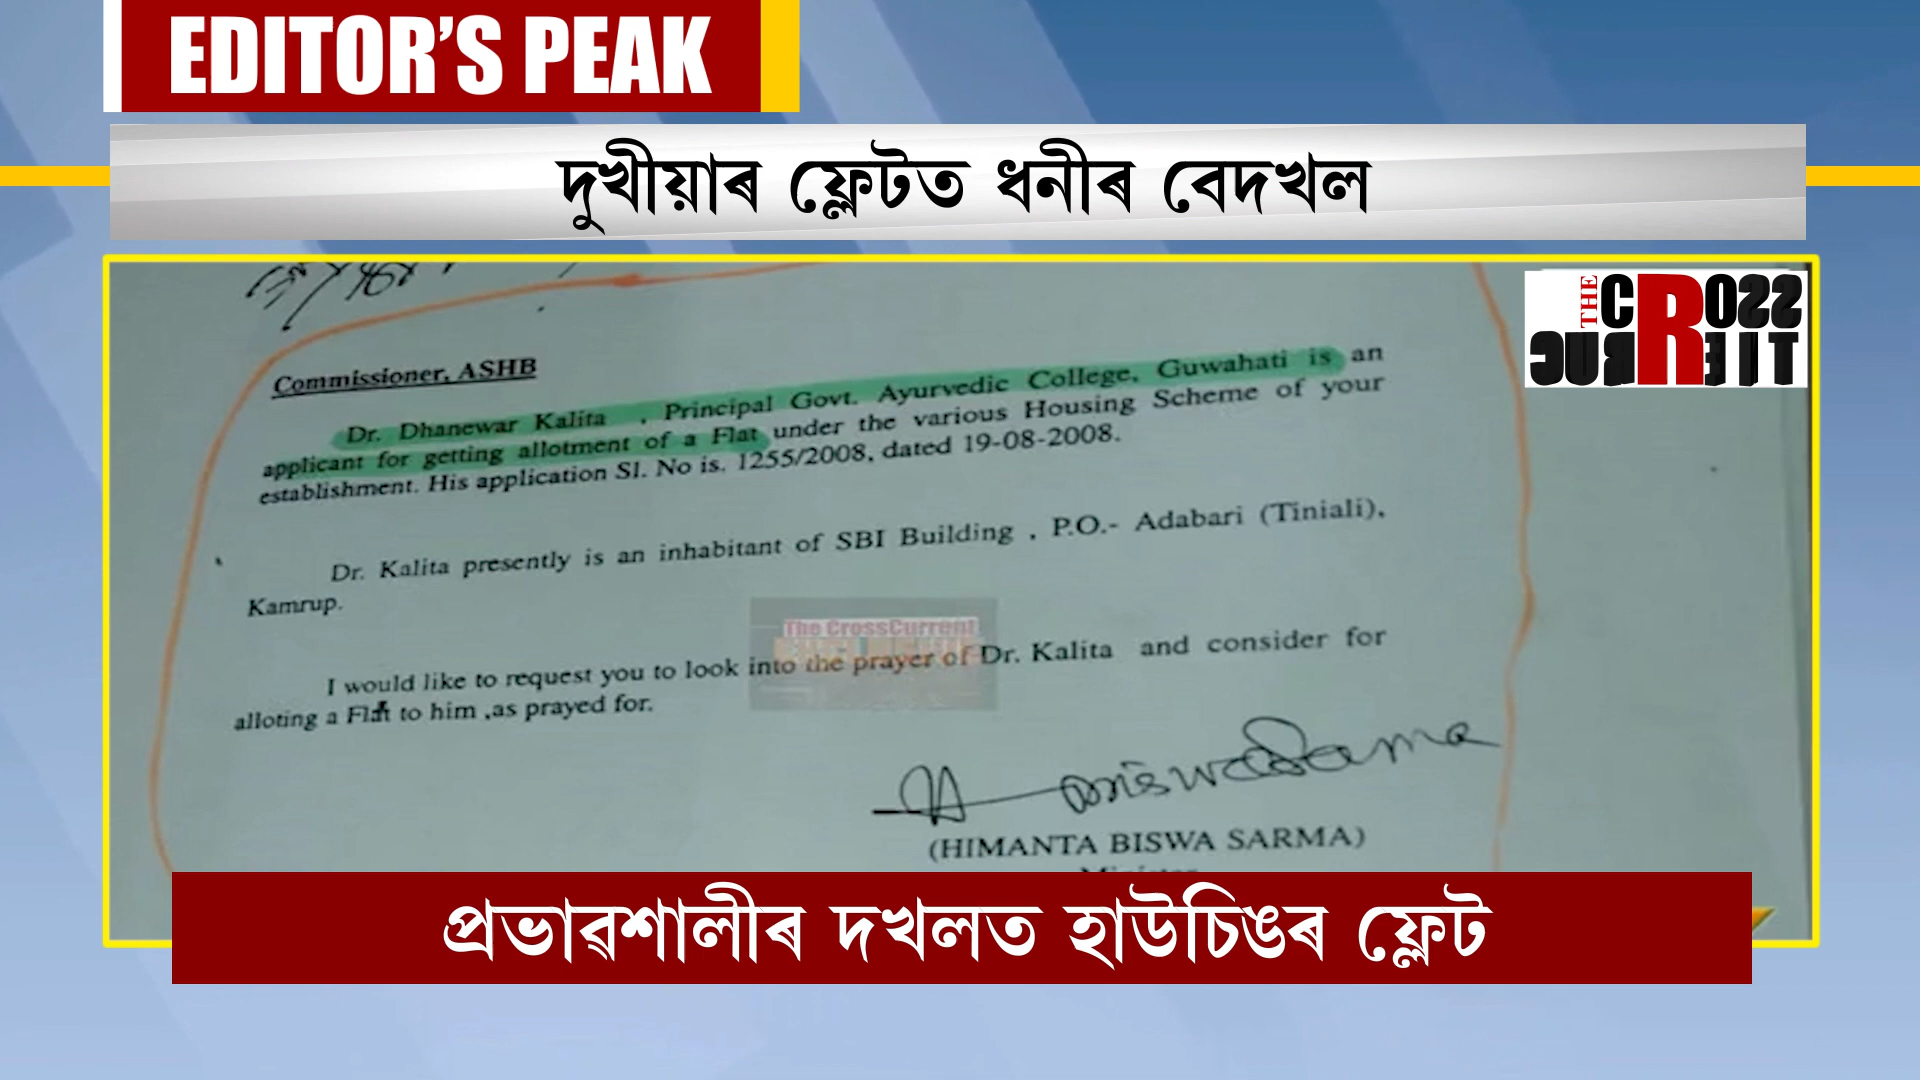 EDITOR'S PEAK
দুখীয়াৰ ফ্লেটত ধনীৰ বেদখল
THE CROSS
CURREIT
Commissioner, ASHB
Dr. Dhanewar Kalita , Principal Govt. Ayurvedic College, Guwahati is an
applicant for getting allotment of a Flat under the various Housing Scheme of your
establishment. His application Sl. No is. 1255/2008, dated 19-08-2008.
Dr. Kalita presently is an inhabitant of SBI Building , P.O.- Adabari (Tiniali),
Kamrup.
The CrossCurrent
I would like to request you to look into the prayer of Dr. Kalita and consider for
alloting a Flat to him ,as prayed for.
(HIMANTA BISWA SARMA)
প্ৰভাৱশালীৰ দখলত হাউচিঙৰ ফ্লেট